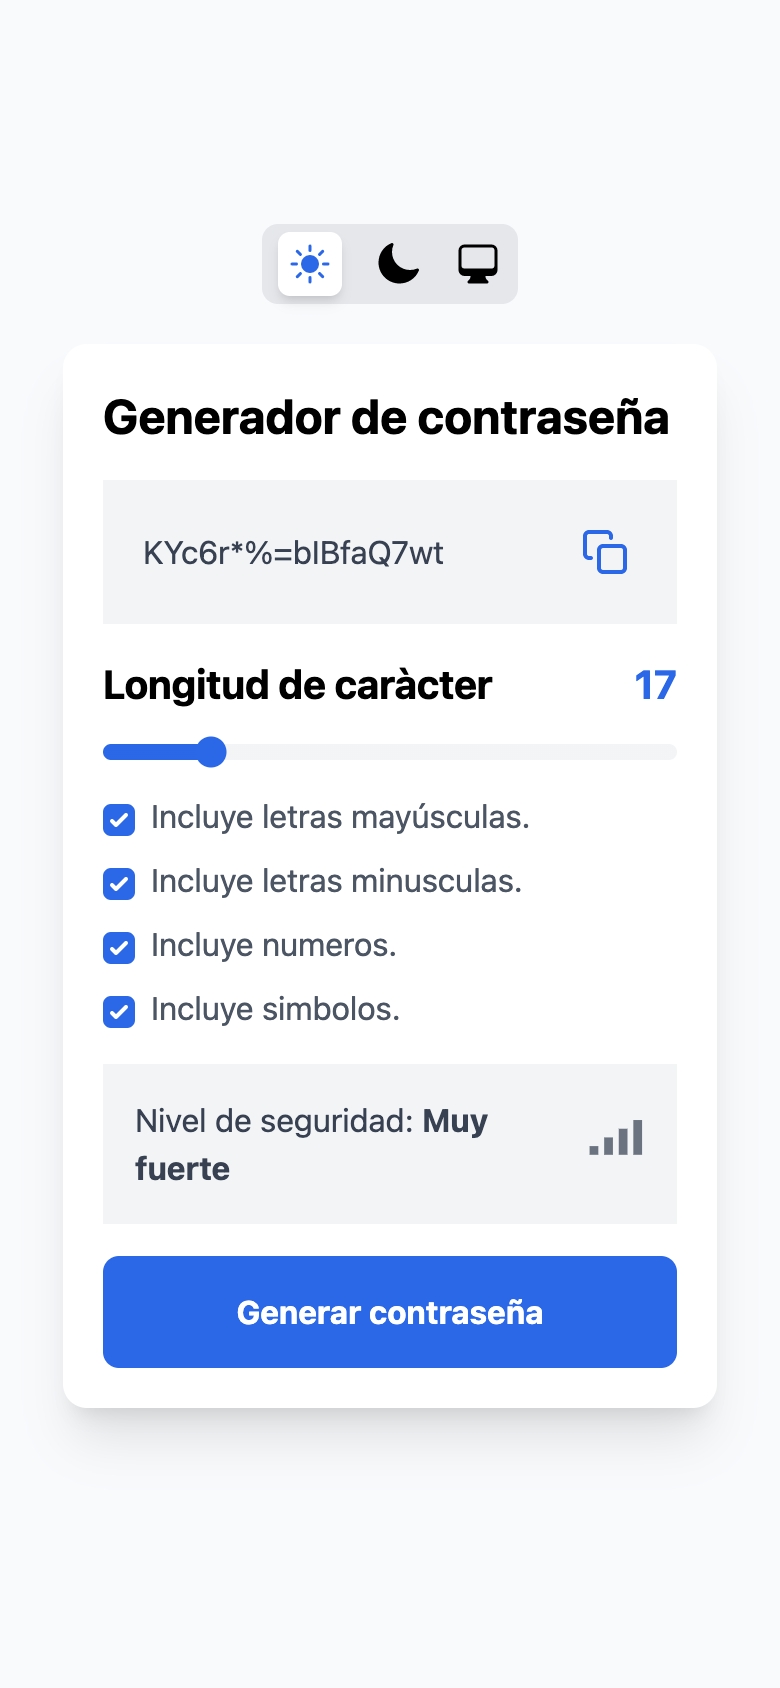 Generador de contraseña
KYc6r*%=bIBfaQ7wt
Longitud de caràcter 17
Incluye letras mayúsculas.
Incluye letras minusculas.
Incluye numeros.
Incluye simbolos.
Nivel de seguridad: Muy
fuerte
Generar contraseña